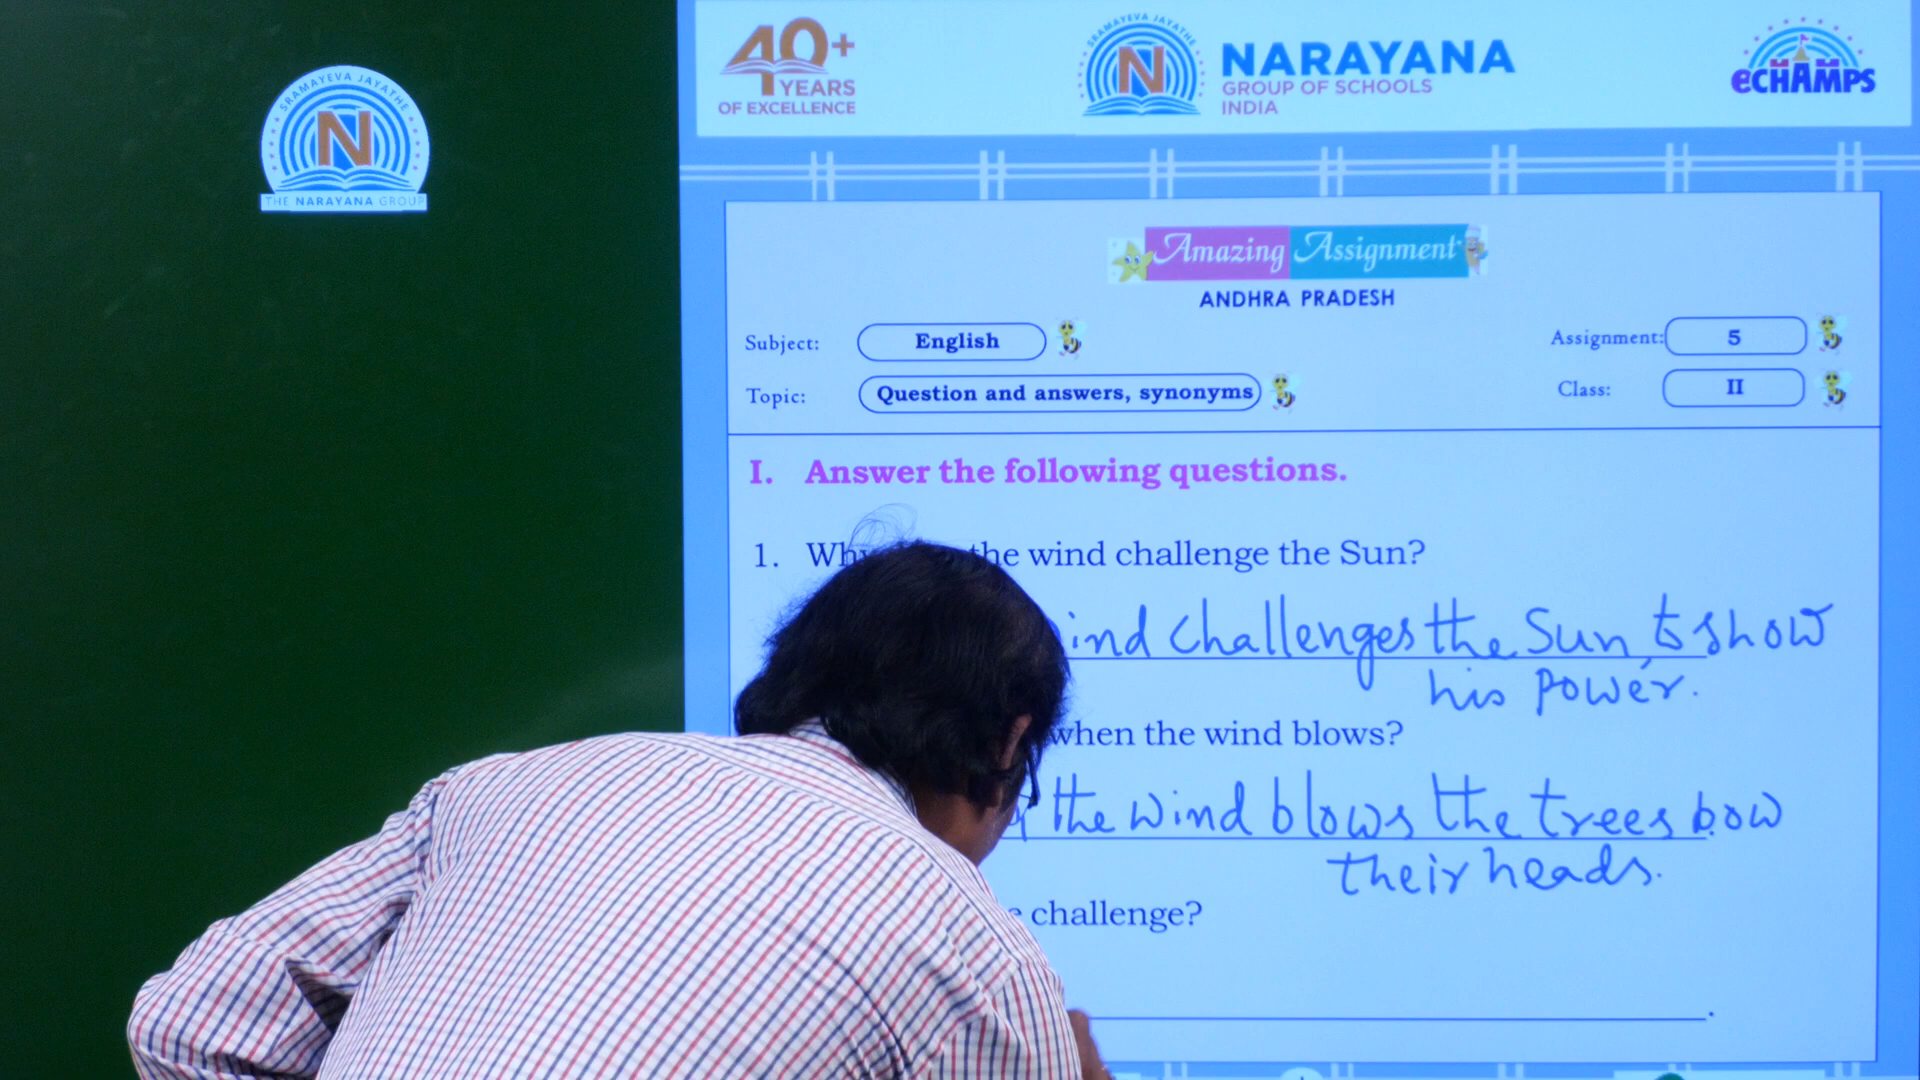 SRAMAYEVA JAYATHE
N
THE NARAYANA GROUP
40+
YEARS
OF EXCELLENCE
SRAMAYEVA JAYATHE
N
NARAYANA
GROUP OF SCHOOLS
INDIA
eCHAMPS
Amazing Assignment
ANDHRA PRADESH
Subject: English
Assignment: 5
Topic: Question and answers, synonyms
Class: II
I. Answer the following questions.
1. Why the wind challenge the Sun?
challenges the Sun, to show
his power.
when the wind blows?
the wind blows the trees bow
their heads.
challenge?